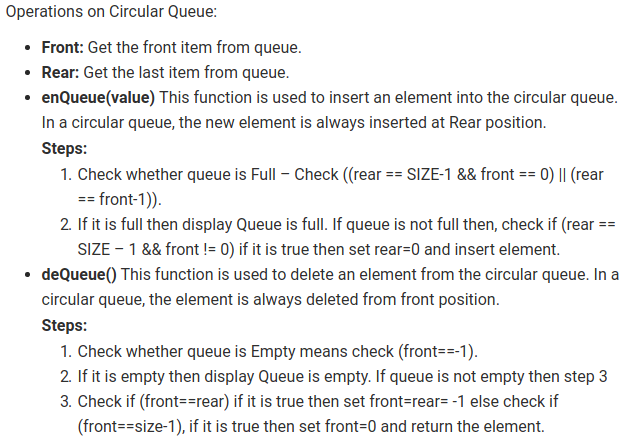 Operations on Circular Queue:
• Front: Get the front item from queue.
• Rear: Get the last item from queue.
• enQueue(value) This function is used to insert an element into the circular queue.
In a circular queue, the new element is always inserted at Rear position.
Steps:
1. Check whether queue is Full – Check ((rear == SIZE-1 && front == 0) || (rear
== front-1)).
2. If it is full then display Queue is full. If queue is not full then, check if (rear ==
SIZE – 1 && front != 0) if it is true then set rear=0 and insert element.
• deQueue() This function is used to delete an element from the circular queue. In a
circular queue, the element is always deleted from front position.
Steps:
1. Check whether queue is Empty means check (front==-1).
2. If it is empty then display Queue is empty. If queue is not empty then step 3
3. Check if (front==rear) if it is true then set front=rear= -1 else check if
(front==size-1), if it is true then set front=0 and return the element.